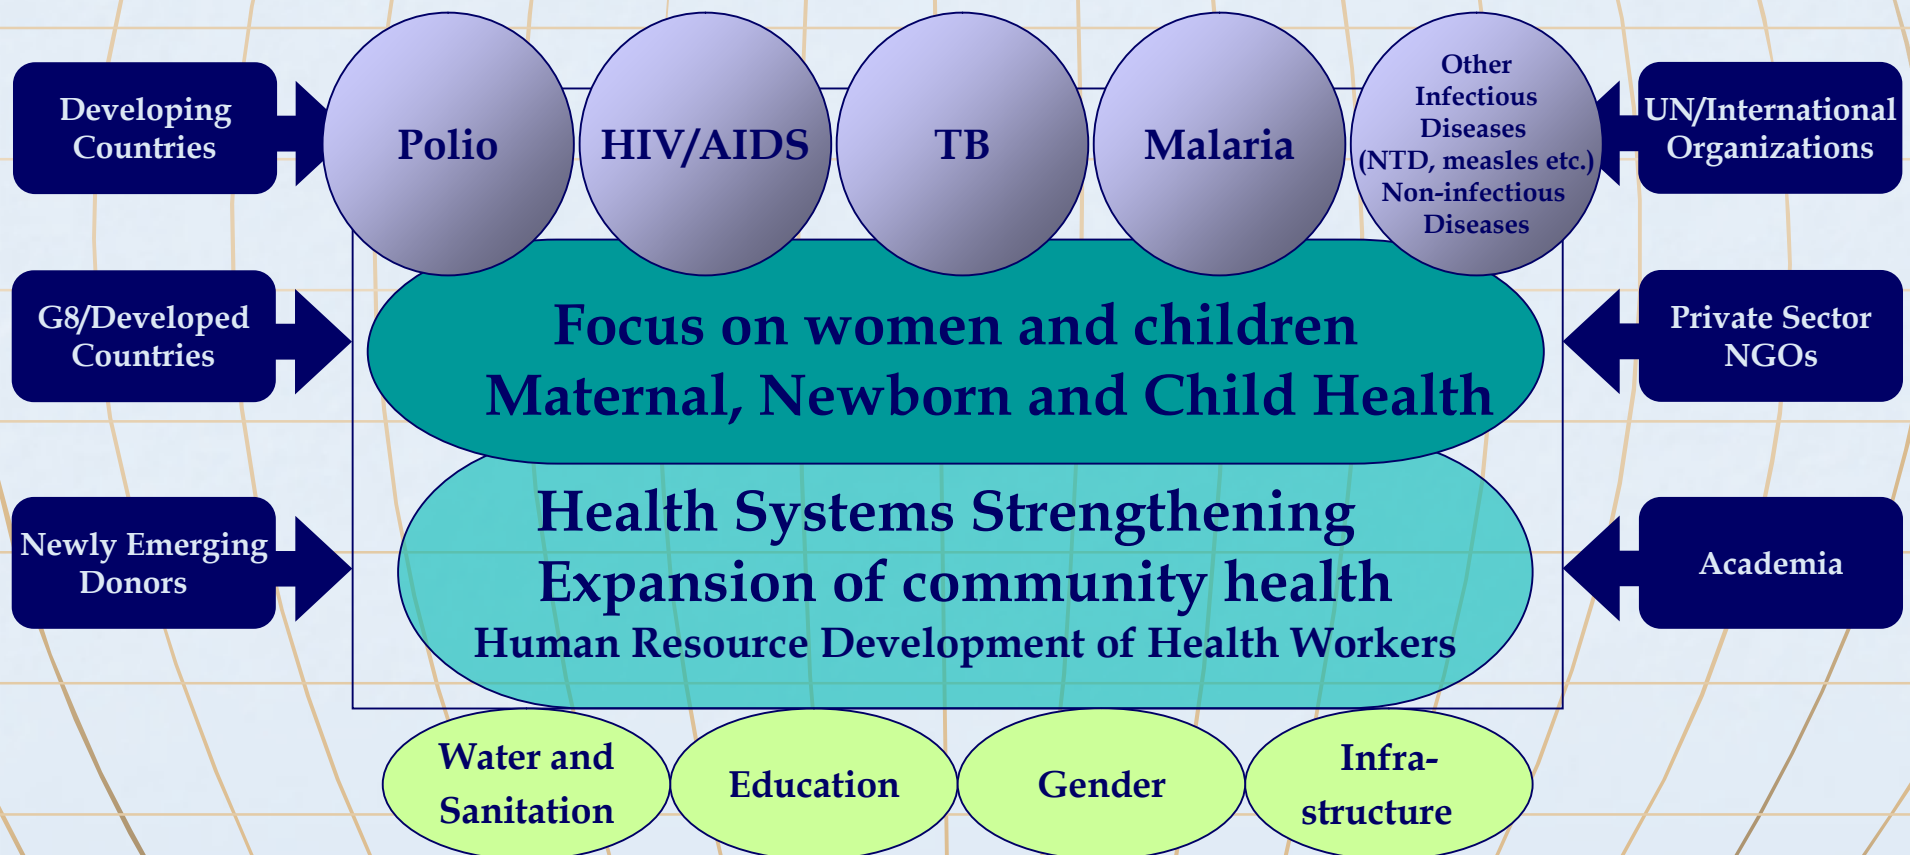 Developing
Countries
Polio
HIV/AIDS
TB
Malaria
Other
Infectious
Diseases
(NTD, measles etc.)
Non-infectious
Diseases
UN/International
Organizations
G8/Developed
Countries
Focus on women and children
Maternal, Newborn and Child Health
Private Sector
NGOs
Newly Emerging
Donors
Health Systems Strengthening
Expansion of community health
Human Resource Development of Health Workers
Academia
Water and
Sanitation
Education
Gender
Infra-
structure